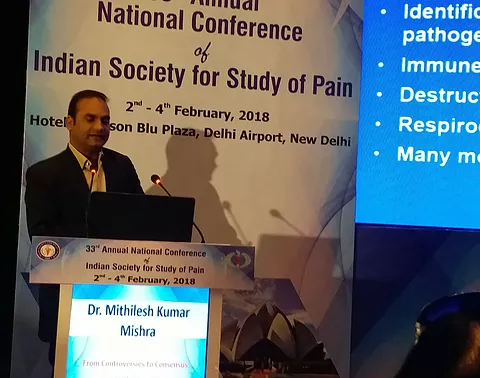 Annual
National Conference
of
Indian Society for Study of Pain
2nd - 4th February, 2018
Hotel Blu Plaza, Delhi Airport, New Delhi
• 
• Immune
• 
• 
• Many
33rd Annual National Conference
of
Indian Society for Study of Pain
2nd - 4th February, 2018
Dr. Mithilesh Kumar
Mishra
From Controversies to Consensus